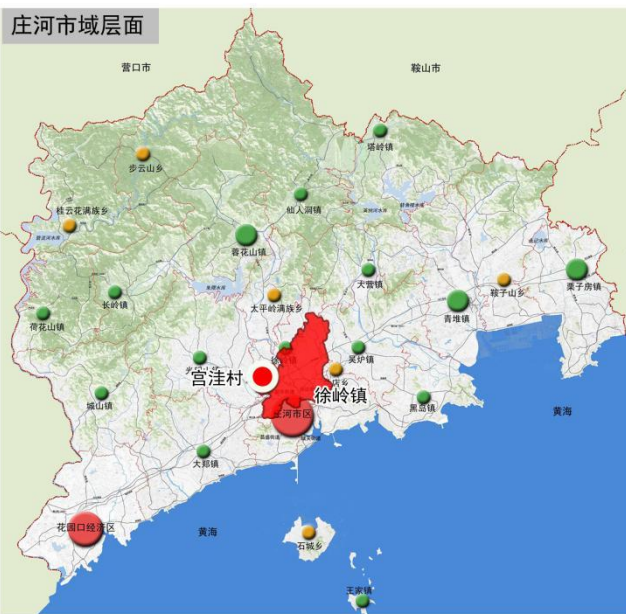 庄河市域层面
营口市
鞍山市
塔岭镇
步云山乡
仙人洞镇
桂云花满族乡
蓉花山镇
天营镇
鞍子山乡
栗子房镇
长岭镇
太平岭满族乡
荷花山镇
青堆镇
吴炉镇
宫洼村
徐岭镇
城山镇
黑岛镇
庄河市区
黄海
大郑镇
花园口经济区
黄海
石城乡
王家镇